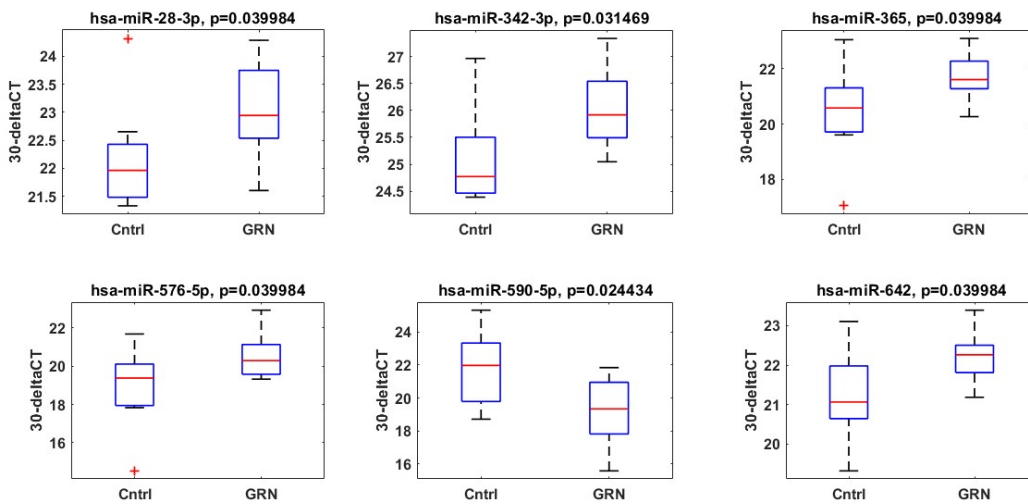 hsa-miR-28-3p, p=0.039984
30-deltaCT
24
23.5
23
22.5
22
21.5
Cntrl
GRN
hsa-miR-342-3p, p=0.031469
30-deltaCT
27
26.5
26
25.5
25
24.5
Cntrl
GRN
hsa-miR-365, p=0.039984
30-deltaCT
22
20
18
Cntrl
GRN
hsa-miR-576-5p, p=0.039984
30-deltaCT
22
20
18
16
Cntrl
GRN
hsa-miR-590-5p, p=0.024434
30-deltaCT
24
22
20
18
16
Cntrl
GRN
hsa-miR-642, p=0.039984
30-deltaCT
23
22
21
20
Cntrl
GRN